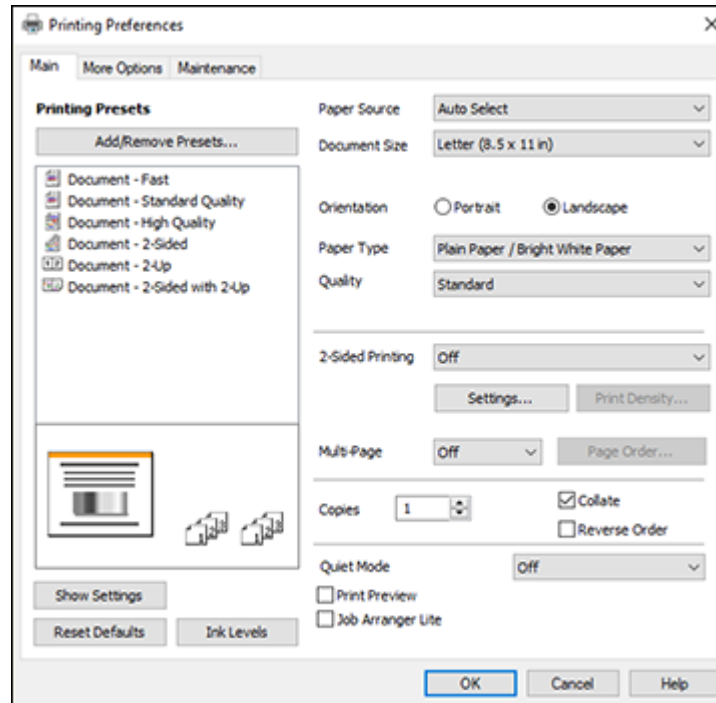 Printing Preferences
Main More Options Maintenance
Printing Presets
Add/Remove Presets...
Document - Fast
Document - Standard Quality
Document - High Quality
Document - 2-Sided
Document - 2-Up
Document - 2-Sided with 2-Up
Show Settings
Reset Defaults Ink Levels
Paper Source Auto Select
Document Size Letter (8.5 x 11 in)
Orientation Portrait Landscape
Paper Type Plain Paper / Bright White Paper
Quality Standard
2-Sided Printing Off
Settings... Print Density...
Multi-Page Off Page Order...
Copies 1 Collate
Reverse Order
Quiet Mode Off
Print Preview
Job Arranger Lite
OK Cancel Help